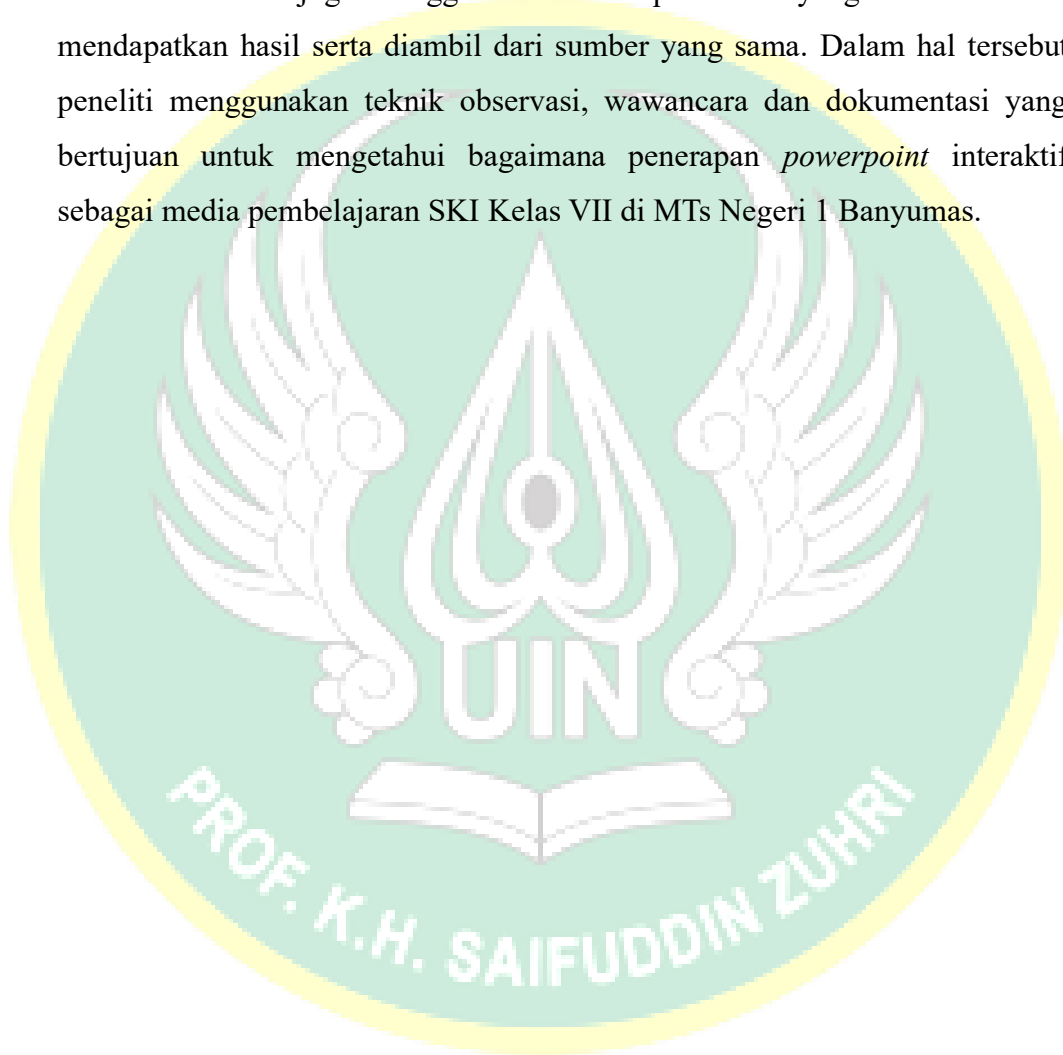 mendapatkan hasil serta diambil dari sumber yang sama. Dalam hal tersebut
peneliti menggunakan teknik observasi, wawancara dan dokumentasi yang
bertujuan untuk mengetahui bagaimana penerapan powerpoint interaktif
sebagai media pembelajaran SKI Kelas VII di MTs Negeri 1 Banyumas.
UIN
PROF. K.H. SAIFUDDIN ZUHRI